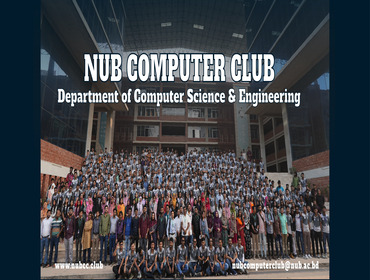 NUB COMPUTER CLUB
Department of Computer Science & Engineering
www.nubcc.club
nubcomputerclub@nub.ac.bd